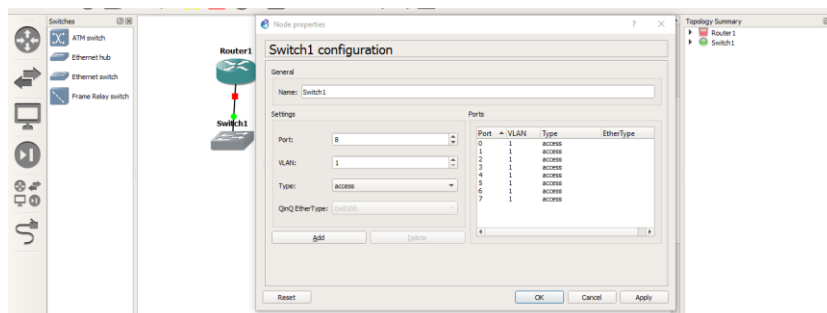 Switches
ATM switch
Ethernet hub
Ethernet switch
Frame Relay switch
Router1
Switch1
Node properties
Switch1 configuration
General
Name: Switch1
Settings
Port: 8
VLAN: 1
Type: access
QinQ EtherType: 0x8100
Add Delete
Ports
Port VLAN Type EtherType
0 1 access
1 1 access
2 1 access
3 1 access
4 1 access
5 1 access
6 1 access
7 1 access
Reset OK Cancel Apply
Topology Summary
Router1
Switch1